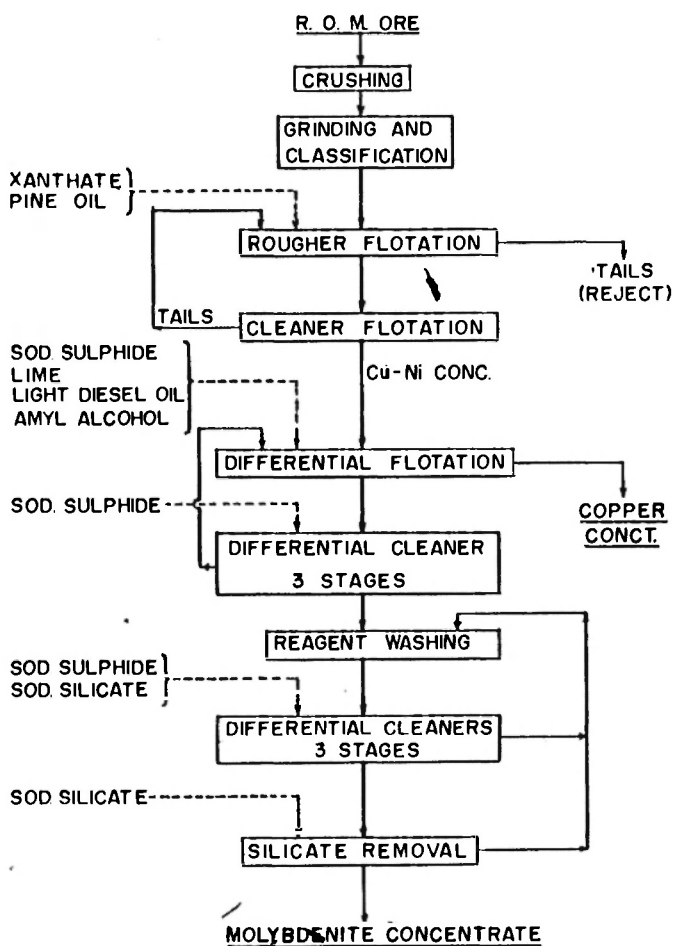 R. O. M. ORE
CRUSHING
GRINDING AND
CLASSIFICATION
XANTHATE
PINE OIL
ROUGHER FLOTATION
TAILS
(REJECT)
TAILS
CLEANER FLOTATION
SOD. SULPHIDE
LIME
LIGHT DIESEL OIL
AMYL ALCOHOL
Cu-Ni CONC.
DIFFERENTIAL FLOTATION
SOD. SULPHIDE
COPPER
CONCT.
DIFFERENTIAL CLEANER
3 STAGES
REAGENT WASHING
SOD SULPHIDE
SOD. SILICATE
DIFFERENTIAL CLEANERS
3 STAGES
SOD. SILICATE
SILICATE REMOVAL
MOLYBDENITE CONCENTRATE